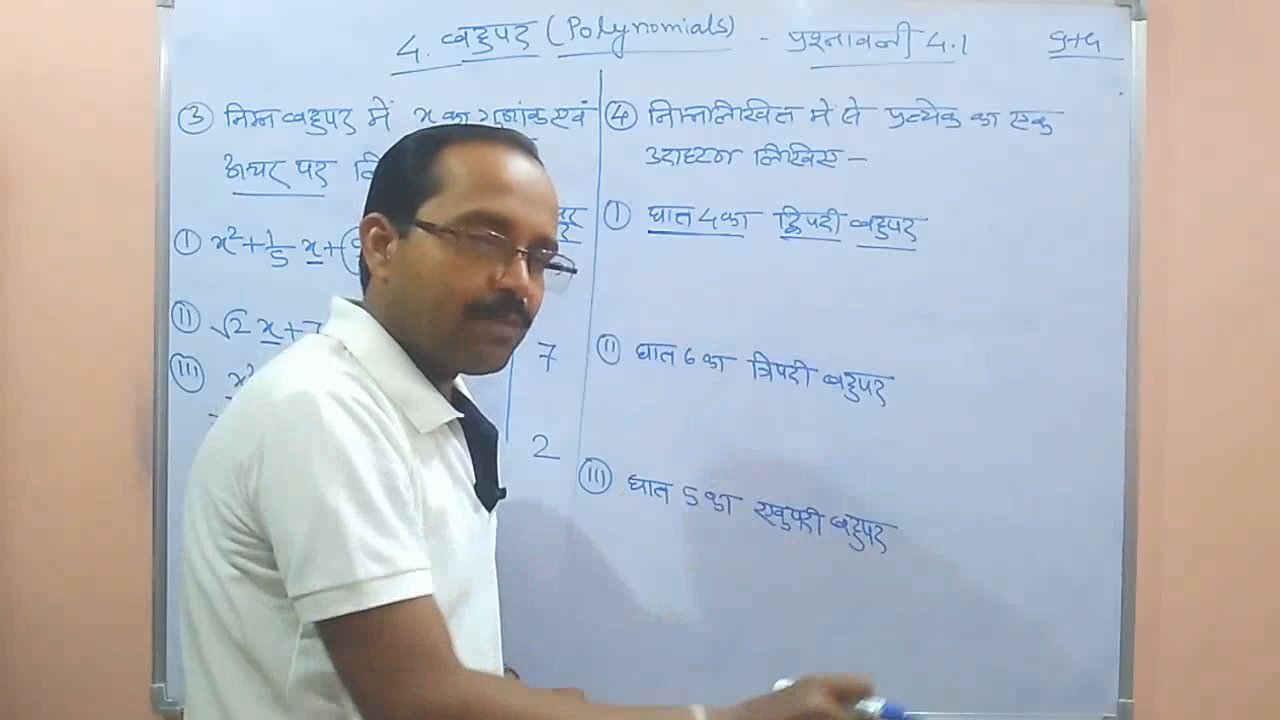 4. बहुपद (Polynomials) - प्रश्नावली 4.1
③ निम्न बहुपद में x का गुणांक एवं
अचर पद
Ⓘ x² + 1/5 x + (
Ⓘⓘ √2 x + 7
7
Ⓘⓘⓘ x²
2
④ निम्नलिखित में से प्रत्येक का एक
उदाहरण लिखिए –
Ⓘ घात 4 का द्विपदी बहुपद
Ⓘⓘ घात 6 का त्रिपदी बहुपद
Ⓘⓘⓘ घात 5 का एकपदी बहुपद